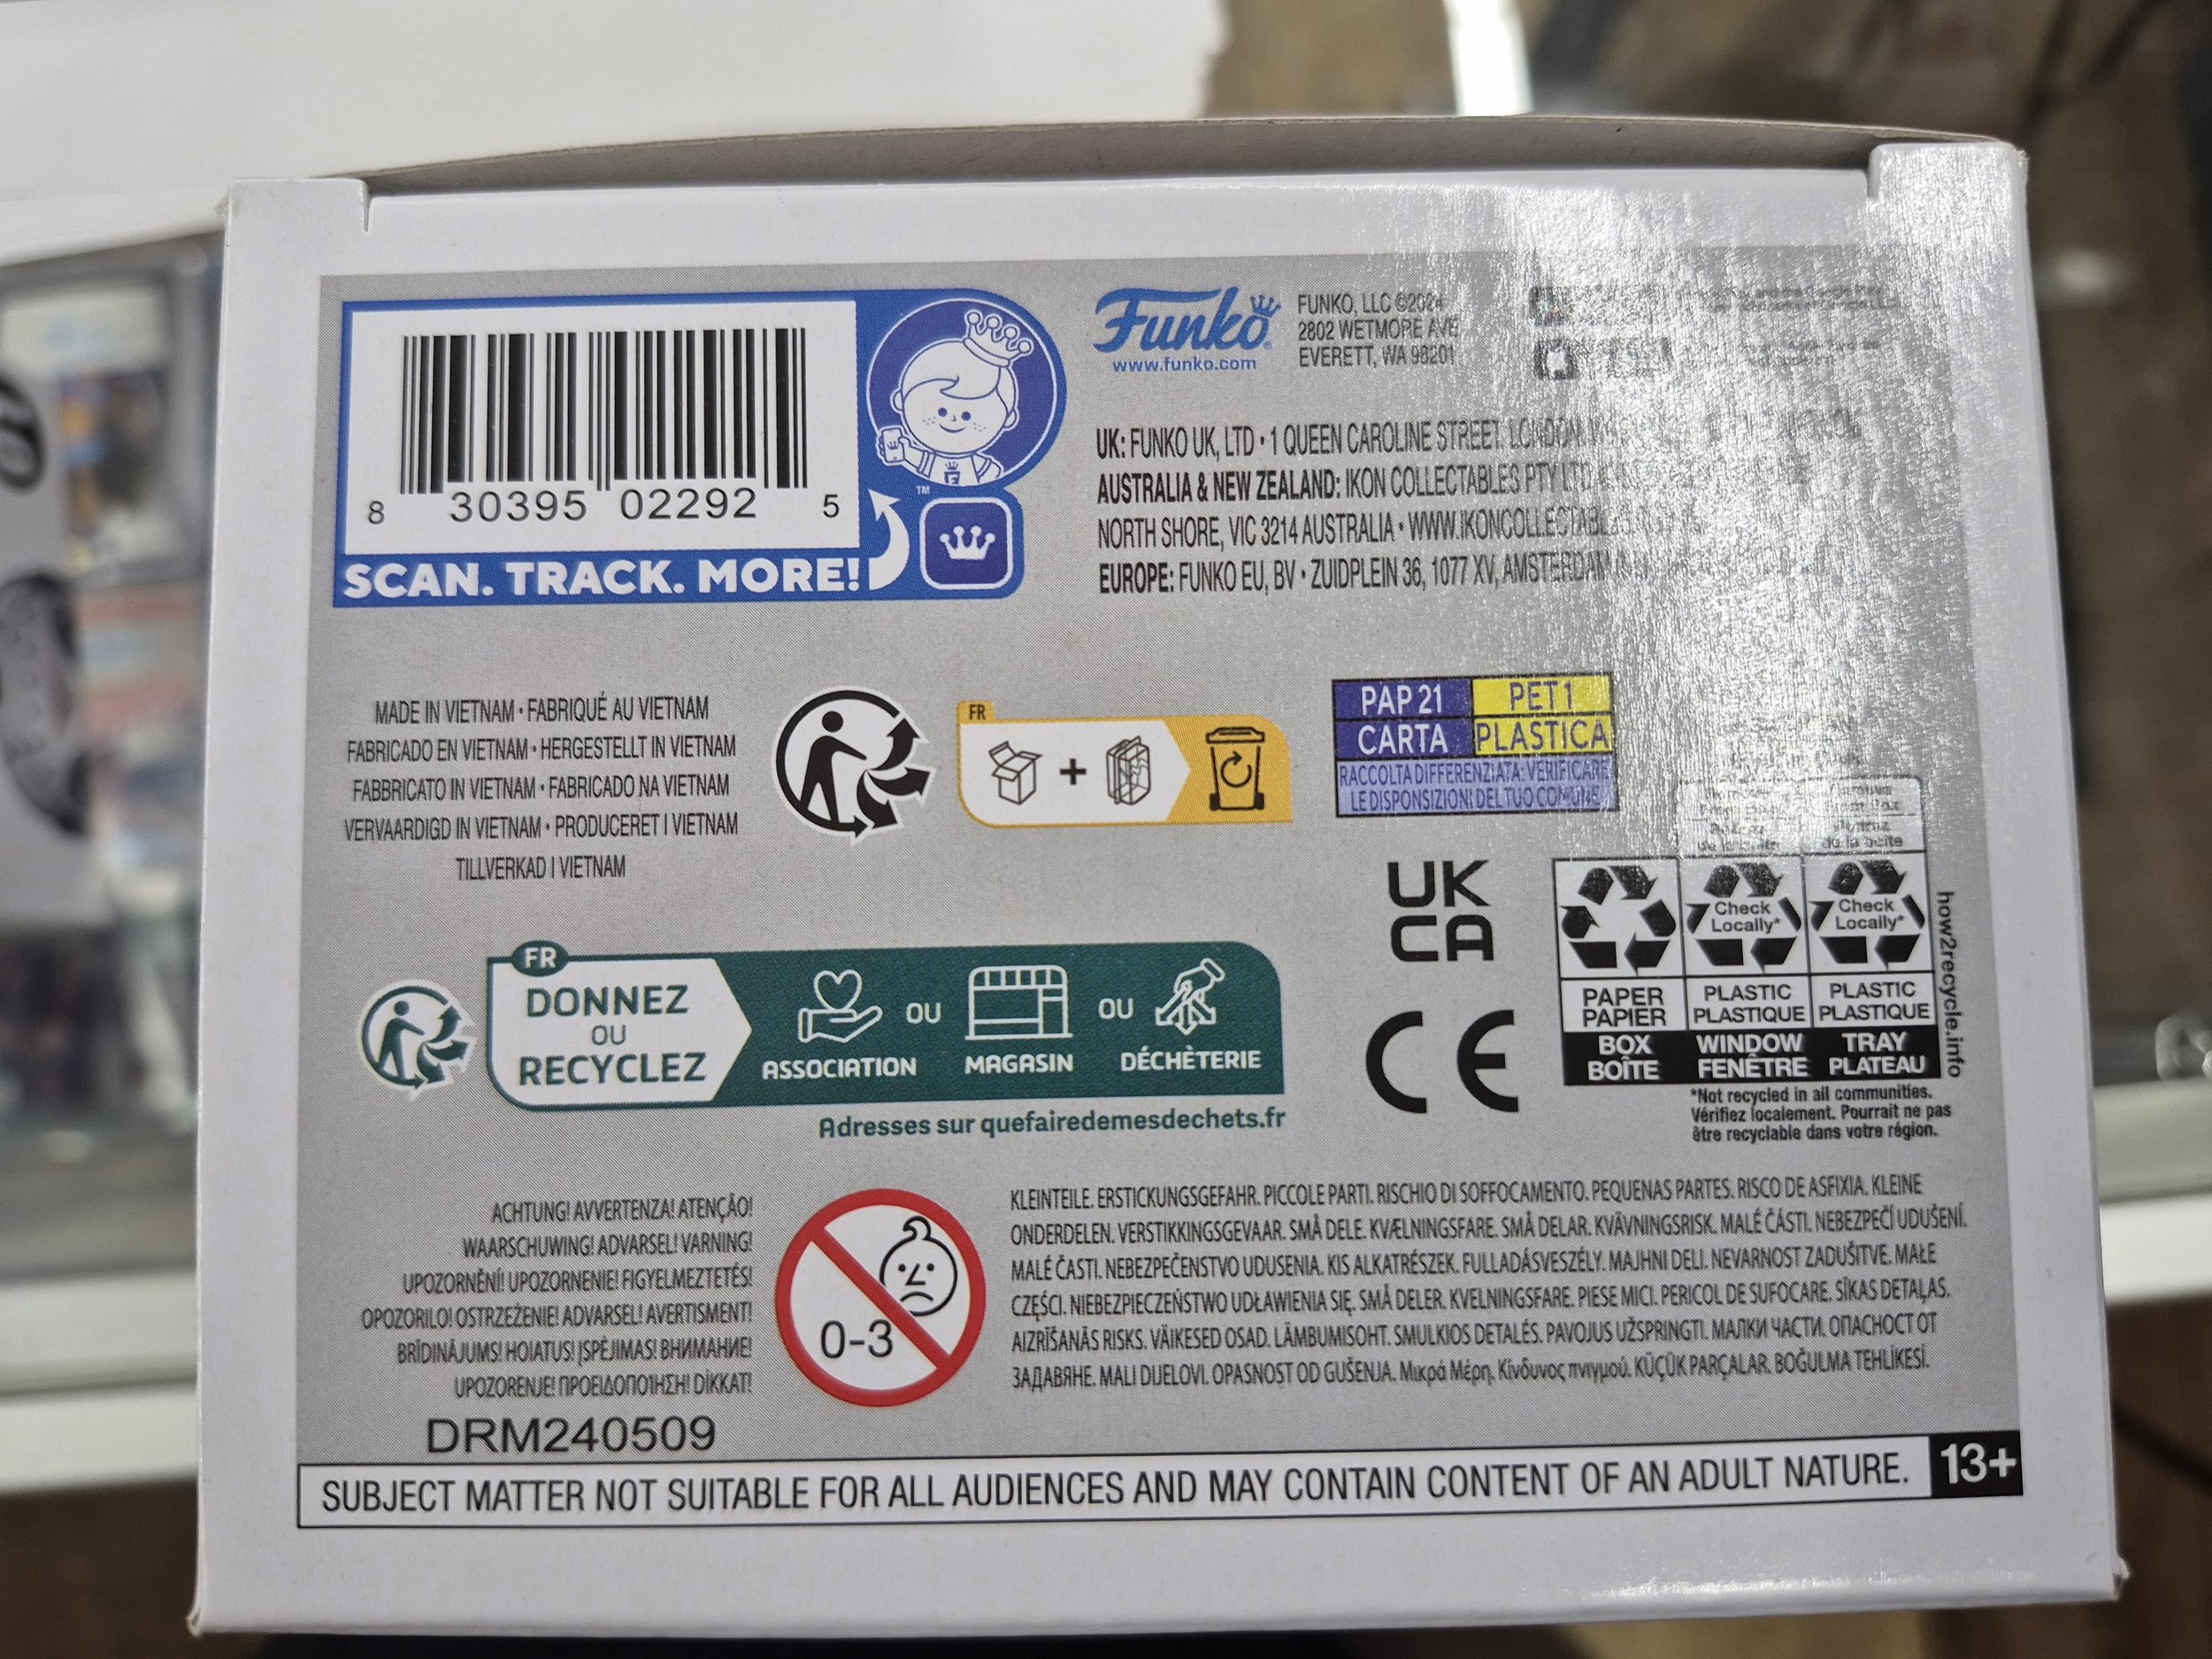 8 30395 02292 5
SCAN. TRACK. MORE!
TM
Funko
www.funko.com
FUNKO, LLC ©2024
2802 WETMORE AVE
EVERETT, WA 98201
UK: FUNKO UK, LTD • 1 QUEEN CAROLINE STREET, LONDON
AUSTRALIA & NEW ZEALAND: IKON COLLECTABLES PTY LTD
NORTH SHORE, VIC 3214 AUSTRALIA •
EUROPE: FUNKO EU, BV • ZUIDPLEIN 36, 1077 XV, AMSTERDAM
MADE IN VIETNAM • FABRIQUÉ AU VIETNAM
FABRICADO EN VIETNAM • HERGESTELLT IN VIETNAM
FABBRICATO IN VIETNAM • FABRICADO NA VIETNAM
VERVAARDIGD IN VIETNAM • PRODUCERET I VIETNAM
TILLVERKAD I VIETNAM
FR
PAP 21 PET 1
CARTA PLASTICA
RACCOLTA DIFFERENZIATA: VERIFICARE
LE DISPONSIZIONI DEL TUO COMUNE
UK
CA
CE
Check Locally* Check Locally*
PAPER PAPIER PLASTIC PLASTIQUE PLASTIC PLASTIQUE
BOX BOÎTE WINDOW FENÊTRE TRAY PLATEAU
how2recycle.info
*Not recycled in all communities.
Vérifiez localement. Pourrait ne pas
être recyclable dans votre région.
FR
DONNEZ
OU
RECYCLEZ
ASSOCIATION OU MAGASIN OU DÉCHÈTERIE
Adresses sur quefairedemesdechets.fr
ACHTUNG! AVVERTENZA! ATENÇÃO!
WAARSCHUWING! ADVARSEL! VARNING!
UPOZORNĚNÍ! UPOZORNENIE! FIGYELMEZTETÉS!
OPOZORILO! OSTRZEŻENIE! ADVARSEL! AVERTISMENT!
BRĪDINĀJUMS! HOIATUS! ĮSPĖJIMAS! ВНИМАНИЕ!
UPOZORENJE! ΠΡΟΕΙΔΟΠΟΊΗΣΗ! DİKKAT!
0-3
KLEINTEILE. ERSTICKUNGSGEFAHR. PICCOLE PARTI. RISCHIO DI SOFFOCAMENTO. PEQUENAS PARTES. RISCO DE ASFIXIA. KLEINE
ONDERDELEN. VERSTIKKINGSGEVAAR. SMÅ DELE. KVÆLNINGSFARE. SMÅ DELAR. KVÄVNINGSRISK. MALÉ ČÁSTI. NEBEZPEČÍ UDUŠENÍ.
MALÉ ČASTI. NEBEZPEČENSTVO UDUSENIA. KIS ALKATRÉSZEK. FULLADÁSVESZÉLY. MAJHNI DELI. NEVARNOST ZADUŠITVE. MAŁE
CZĘŚCI. NIEBEZPIECZEŃSTWO UDŁAWIENIA SIĘ. SMÅ DELER. KVELNINGSFARE. PIESE MICI. PERICOL DE SUFOCARE. SĪKAS DETAĻAS.
AIZRĪŠANĀS RISKS. VÄIKESED OSAD. LÄMBUMISOHT. SMULKIOS DETALĖS. PAVOJUS UŽSPRINGTI. МАЛКИ ЧАСТИ. ОПАСНОСТ ОТ
ЗАДАВЯНЕ. MALI DIJELOVI. OPASNOST OD GUŠENJA. Μικρά Μέρη. Κίνδυνος πνιγμού. KÜÇÜK PARÇALAR. BOĞULMA TEHLİKESİ.
DRM240509
SUBJECT MATTER NOT SUITABLE FOR ALL AUDIENCES AND MAY CONTAIN CONTENT OF AN ADULT NATURE. 13+